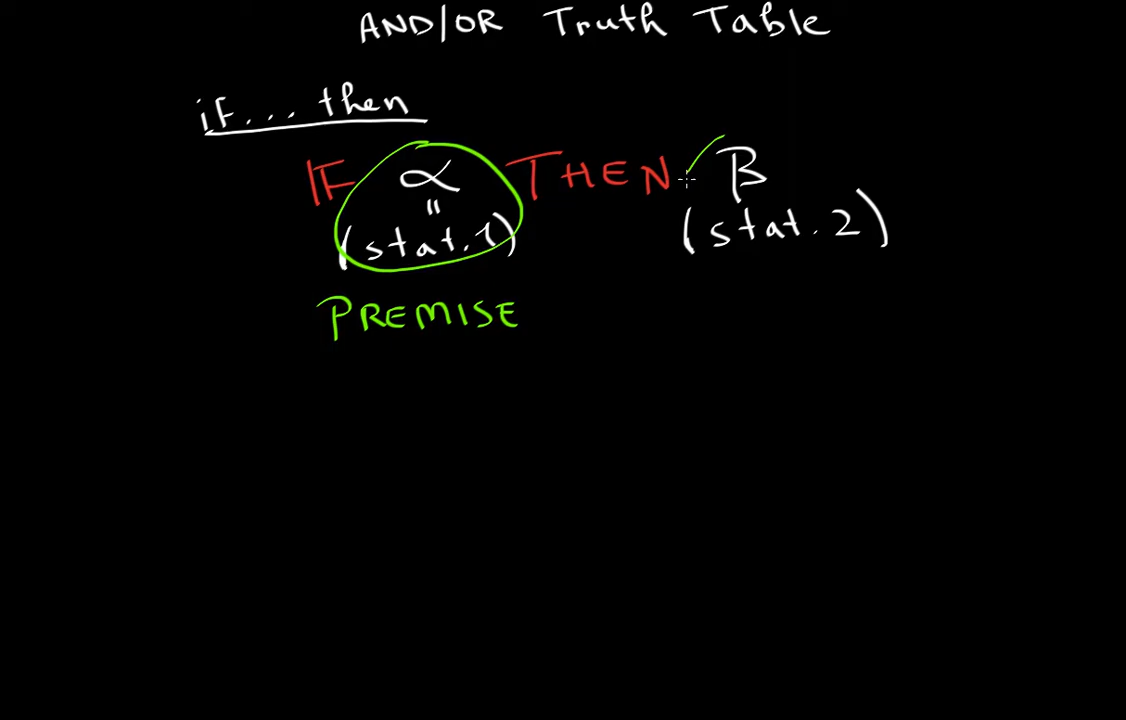 AND/OR Truth Table
if... then
IF α THEN β
=
(stat. 1) (stat. 2)
PREMISE